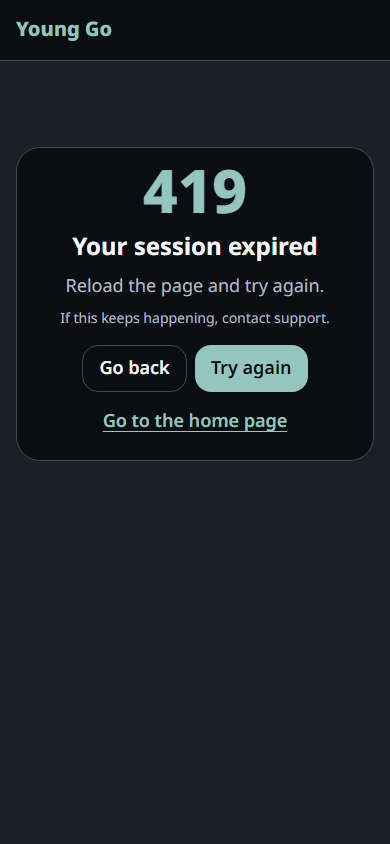 Young Go
419
Your session expired
Reload the page and try again.
If this keeps happening, contact support.
Go back
Try again
Go to the home page